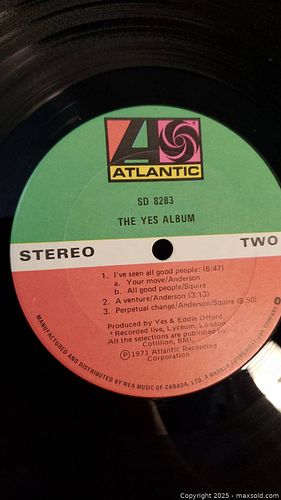 ATLANTIC
SD 8283
THE YES ALBUM
STEREO
TWO
1. I've seen all good people: (6:47)
a. Your move/Anderson
b. All good people/Squire
2. A venture/Anderson (3:13)
3. Perpetual change/Anderson/Squire (8:50)
Produced by Yes & Eddie Offord
* Recorded live, Lyceum, London
All the selections are published by
Cotillion, BMI,
Ⓟ1971 Atlantic Recording
Corporation
MANUFACTURED AND DISTRIBUTED BY WEA MUSIC OF CANADA, LTD. A WARNER COMPANY
Copyright © 2025 - maxsold.com